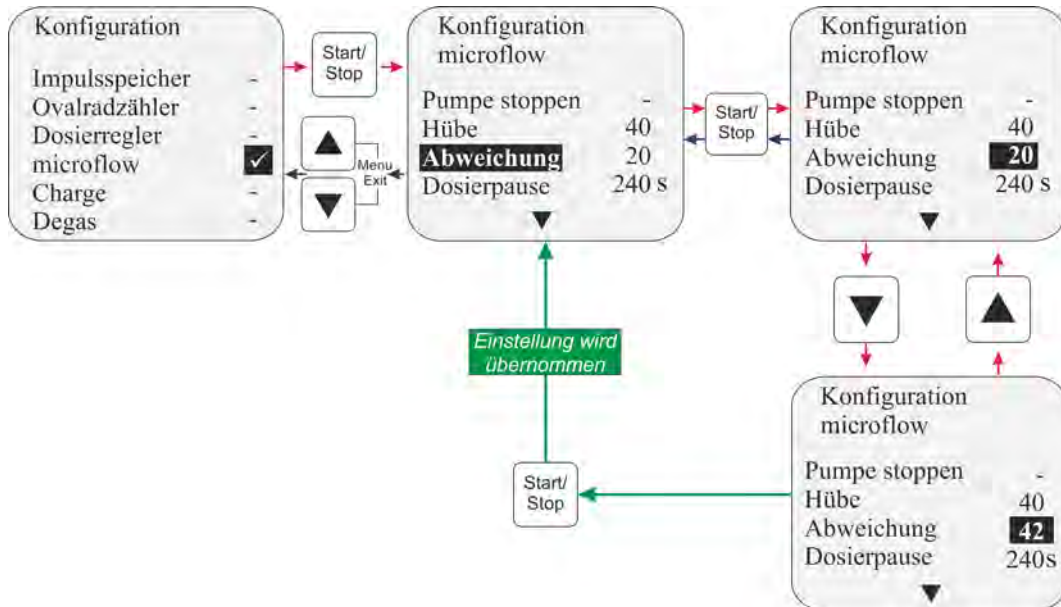 Konfiguration
Impulsspeicher -
Ovalradzähler -
Dosierregler -
microflow ✓
Charge -
Degas -
Start/
Stop
Menu
Exit
Konfiguration
microflow
Pumpe stoppen -
Hübe 40
Abweichung 20
Dosierpause 240 s
Start/
Stop
Konfiguration
microflow
Pumpe stoppen -
Hübe 40
Abweichung 20
Dosierpause 240 s
Einstellung wird
übernommen
Start/
Stop
Konfiguration
microflow
Pumpe stoppen -
Hübe 40
Abweichung 42
Dosierpause 240s